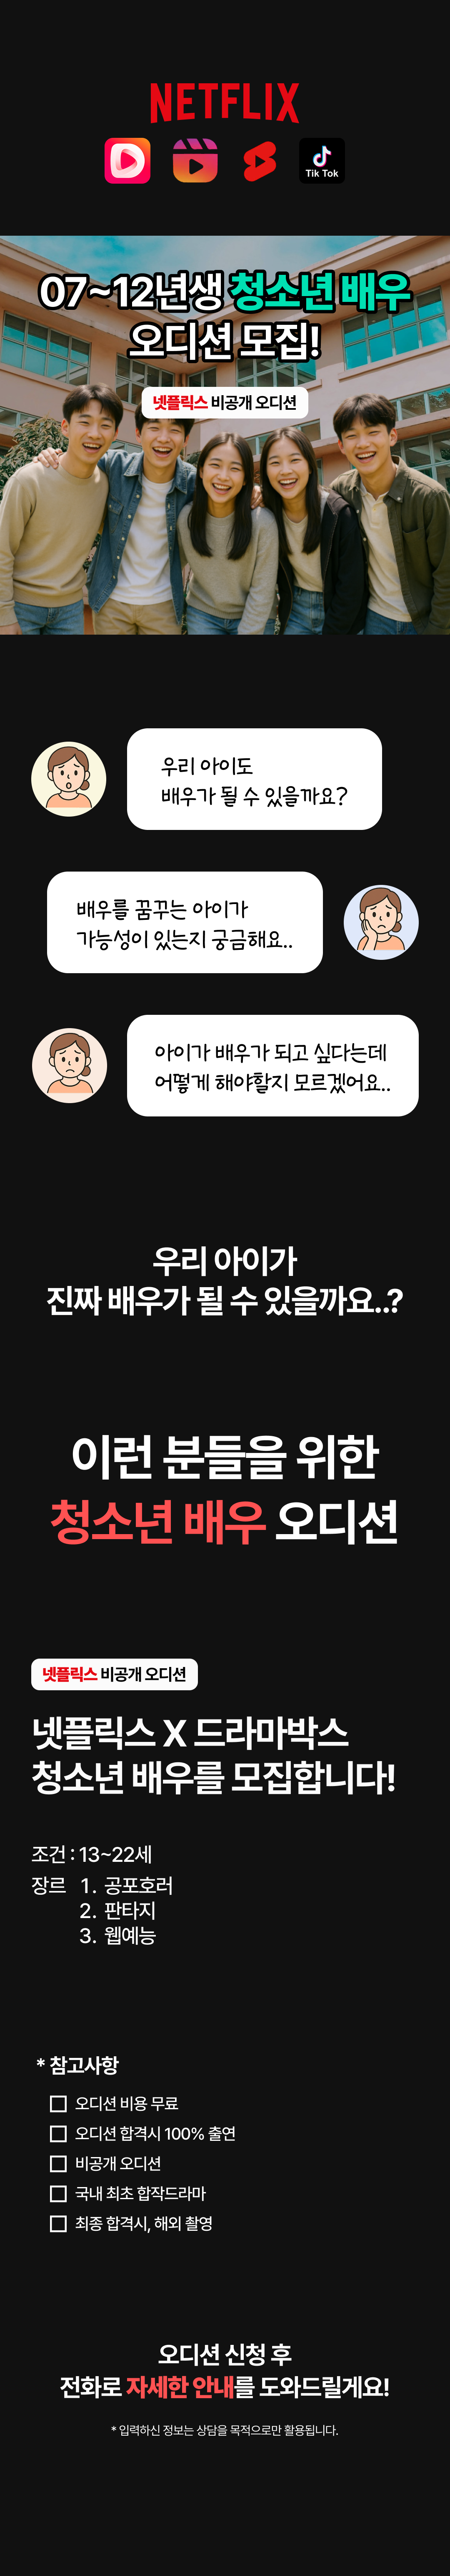 NETFLIX
Tik Tok
07~12년생 청소년 배우
오디션 모집!
넷플릭스 비공개 오디션
우리 아이도
배우가 될 수 있을까요?
배우를 꿈꾸는 아이가
가능성이 있는지 궁금해요..
아이가 배우가 되고 싶다는데
어떻게 해야할지 모르겠어요..
우리 아이가
진짜 배우가 될 수 있을까요..?
이런 분들을 위한
청소년 배우 오디션
넷플릭스 비공개 오디션
넷플릭스 X 드라마박스
청소년 배우를 모집합니다!
조건 : 13~22세
장르 1. 공포호러
2. 판타지
3. 웹예능
* 참고사항
오디션 비용 무료
오디션 합격시 100% 출연
비공개 오디션
국내 최초 합작드라마
최종 합격시, 해외 촬영
오디션 신청 후
전화로 자세한 안내를 도와드릴게요!
* 입력하신 정보는 상담을 목적으로만 활용됩니다.